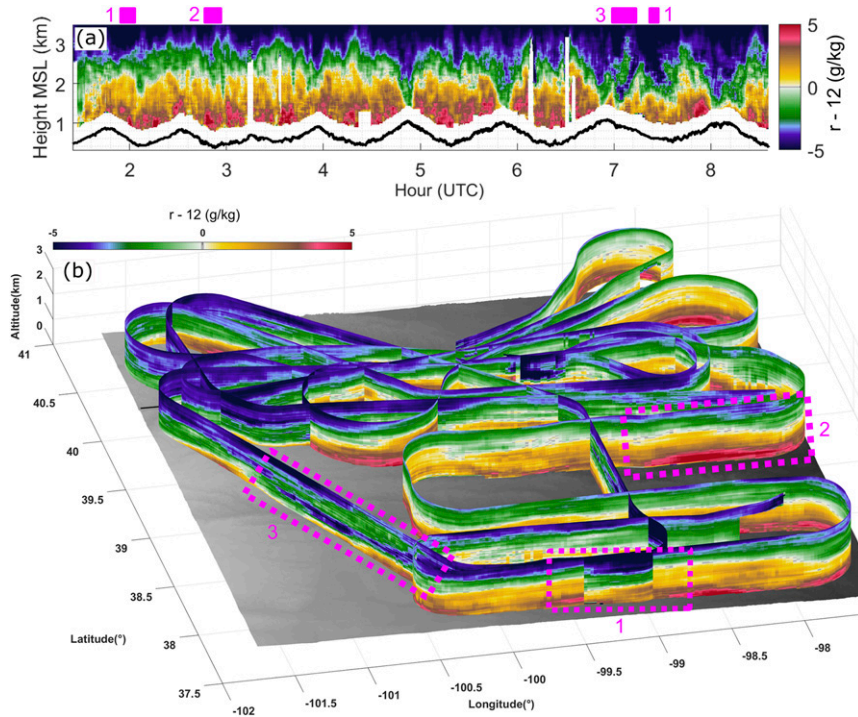 1 2 3 1
(a)
Height MSL (km)
3
2
1
2 3 4 5 6 7 8
Hour (UTC)
5
0
-5
r - 12 (g/kg)
r - 12 (g/kg)
-5 0 5
(b)
Altitude(km)
3
2
1
0
41
40.5
40
39.5
39
38.5
38
37.5
Latitude(°)
-102
-101.5
-101
-100.5
-100
-99.5
-99
-98.5
-98
Longitude(°)
2
3
1